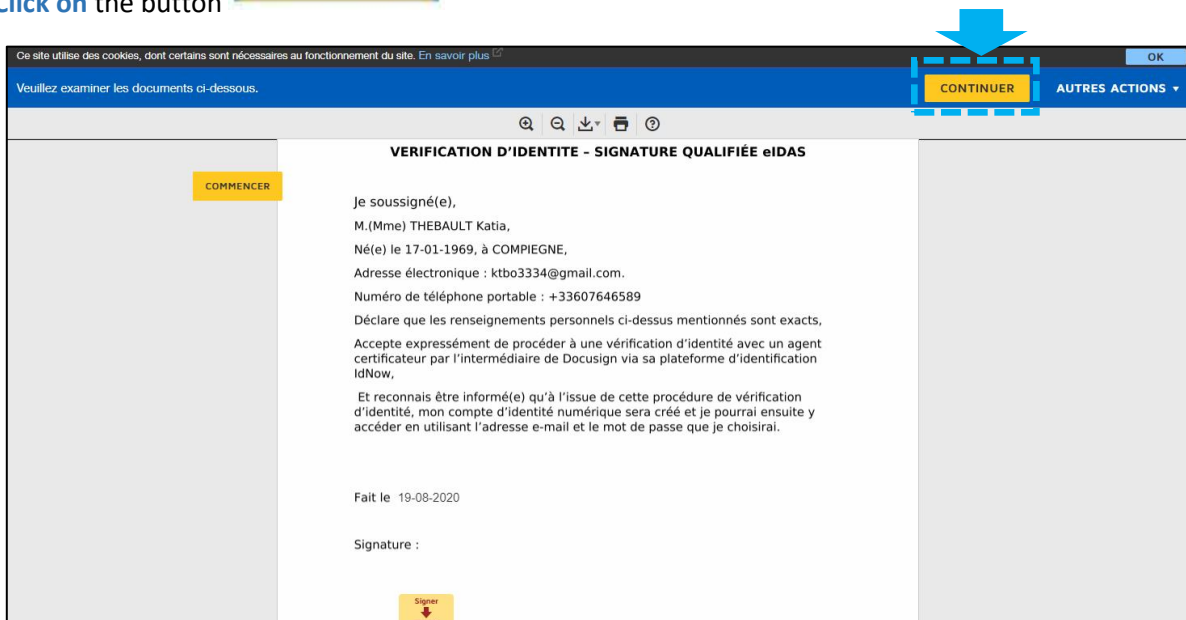 Click on the button
Ce site utilise des cookies, dont certains sont nécessaires au fonctionnement du site. En savoir plus
OK
Veuillez examiner les documents ci-dessous.
CONTINUER
AUTRES ACTIONS
VERIFICATION D'IDENTITE – SIGNATURE QUALIFIÉE eIDAS
COMMENCER
Je soussigné(e),
M.(Mme) THEBAULT Katia,
Né(e) le 17-01-1969, à COMPIEGNE,
Adresse électronique : ktbo3334@gmail.com.
Numéro de téléphone portable : +33607646589
Déclare que les renseignements personnels ci-dessus mentionnés sont exacts,
Accepte expressément de procéder à une vérification d'identité avec un agent
certificateur par l'intermédiaire de Docusign via sa plateforme d'identification
IdNow,
Et reconnais être informé(e) qu'à l'issue de cette procédure de vérification
d'identité, mon compte d'identité numérique sera créé et je pourrai ensuite y
accéder en utilisant l'adresse e-mail et le mot de passe que je choisirai.
Fait le 19-08-2020
Signature :
Signer